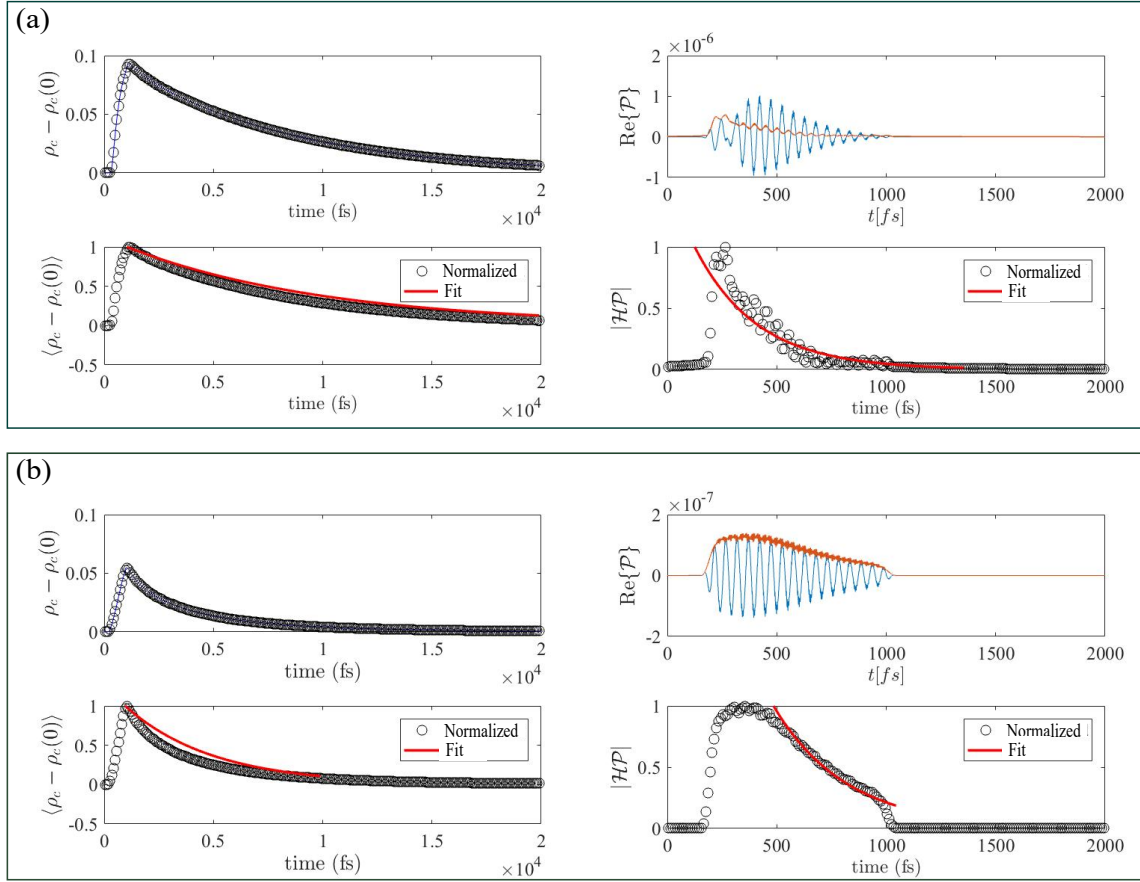 (a)
ρc − ρc(0)
0.1
0.05
0
0 0.5 1 1.5 2
time (fs)
×10^4
×10^-6
Re{𝒫}
2
1
0
-1
0 500 1000 1500 2000
t[fs]
⟨ρc − ρc(0)⟩
1
0.5
0
-0.5
Normalized
Fit
0 0.5 1 1.5 2
time (fs)
×10^4
|ℋ𝒫|
1
0.5
0
Normalized
Fit
0 500 1000 1500 2000
time (fs)
(b)
ρc − ρc(0)
0.1
0.05
0
0 0.5 1 1.5 2
time (fs)
×10^4
×10^-7
Re{𝒫}
2
0
-2
0 500 1000 1500 2000
t[fs]
⟨ρc − ρc(0)⟩
1
0.5
0
-0.5
Normalized
Fit
0 0.5 1 1.5 2
time (fs)
×10^4
|ℋ𝒫|
1
0.5
0
Normalized
Fit
0 500 1000 1500 2000
time (fs)